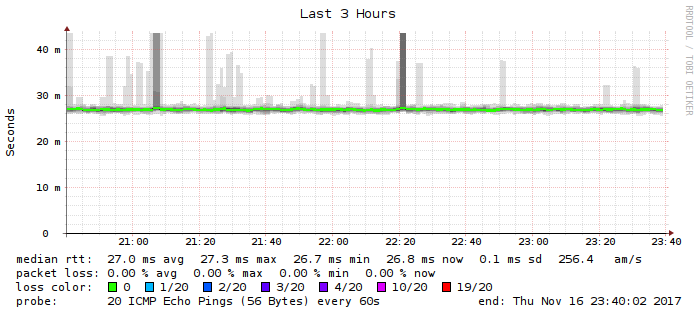 Last 3 Hours
RRDTOOL / TOBI OETIKER
Seconds
40 m
30 m
20 m
10 m
0
21:00 21:20 21:40 22:00 22:20 22:40 23:00 23:20 23:40
median rtt: 27.0 ms avg 27.3 ms max 26.7 ms min 26.8 ms now 0.1 ms sd 256.4 am/s
packet loss: 0.00 % avg 0.00 % max 0.00 % min 0.00 % now
loss color: 0 1/20 2/20 3/20 4/20 10/20 19/20
probe: 20 ICMP Echo Pings (56 Bytes) every 60s end: Thu Nov 16 23:40:02 2017